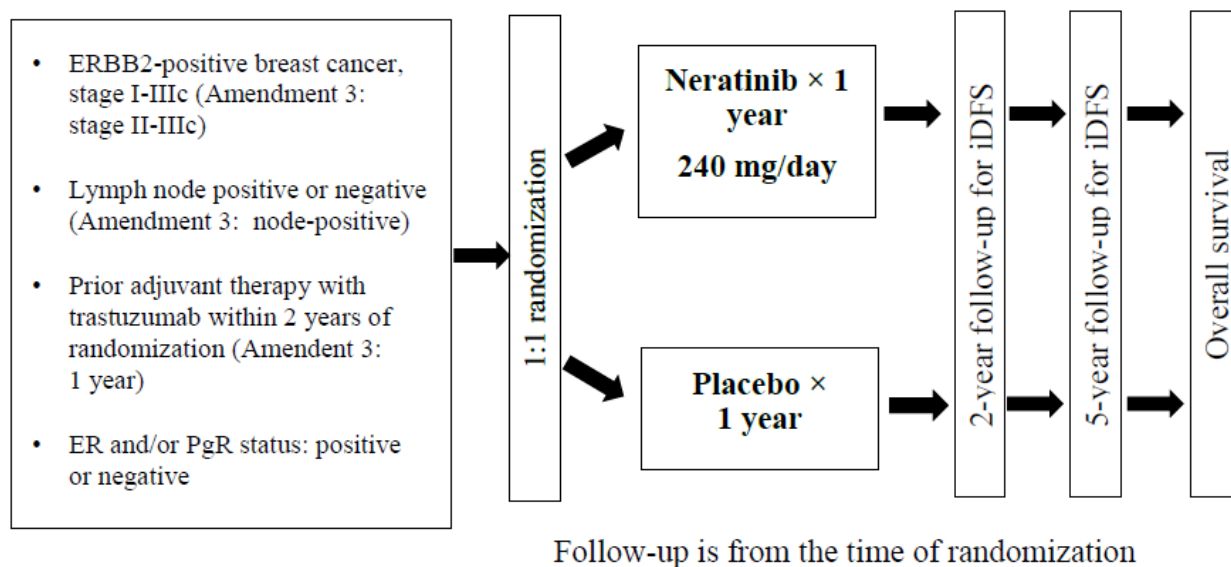 • ERBB2-positive breast cancer,
stage I-IIIc (Amendment 3:
stage II-IIIc)
• Lymph node positive or negative
(Amendment 3: node-positive)
• Prior adjuvant therapy with
trastuzumab within 2 years of
randomization (Amendent 3:
1 year)
• ER and/or PgR status: positive
or negative
1:1 randomization
Neratinib × 1
year
240 mg/day
Placebo ×
1 year
2-year follow-up for iDFS
5-year follow-up for iDFS
Overall survival
Follow-up is from the time of randomization